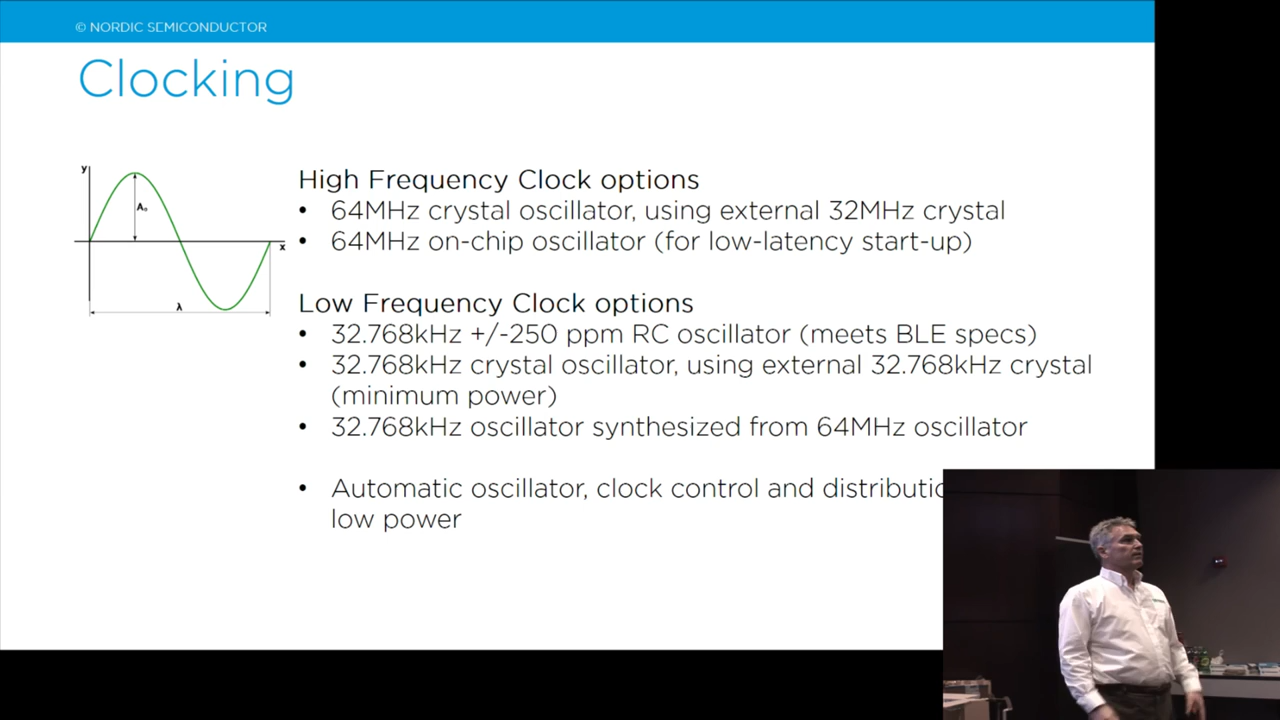 © NORDIC SEMICONDUCTOR
Clocking
y
A₀
x
λ
High Frequency Clock options
• 64MHz crystal oscillator, using external 32MHz crystal
• 64MHz on-chip oscillator (for low-latency start-up)
Low Frequency Clock options
• 32.768kHz +/-250 ppm RC oscillator (meets BLE specs)
• 32.768kHz crystal oscillator, using external 32.768kHz crystal
(minimum power)
• 32.768kHz oscillator synthesized from 64MHz oscillator
• Automatic oscillator, clock control and distributio
low power